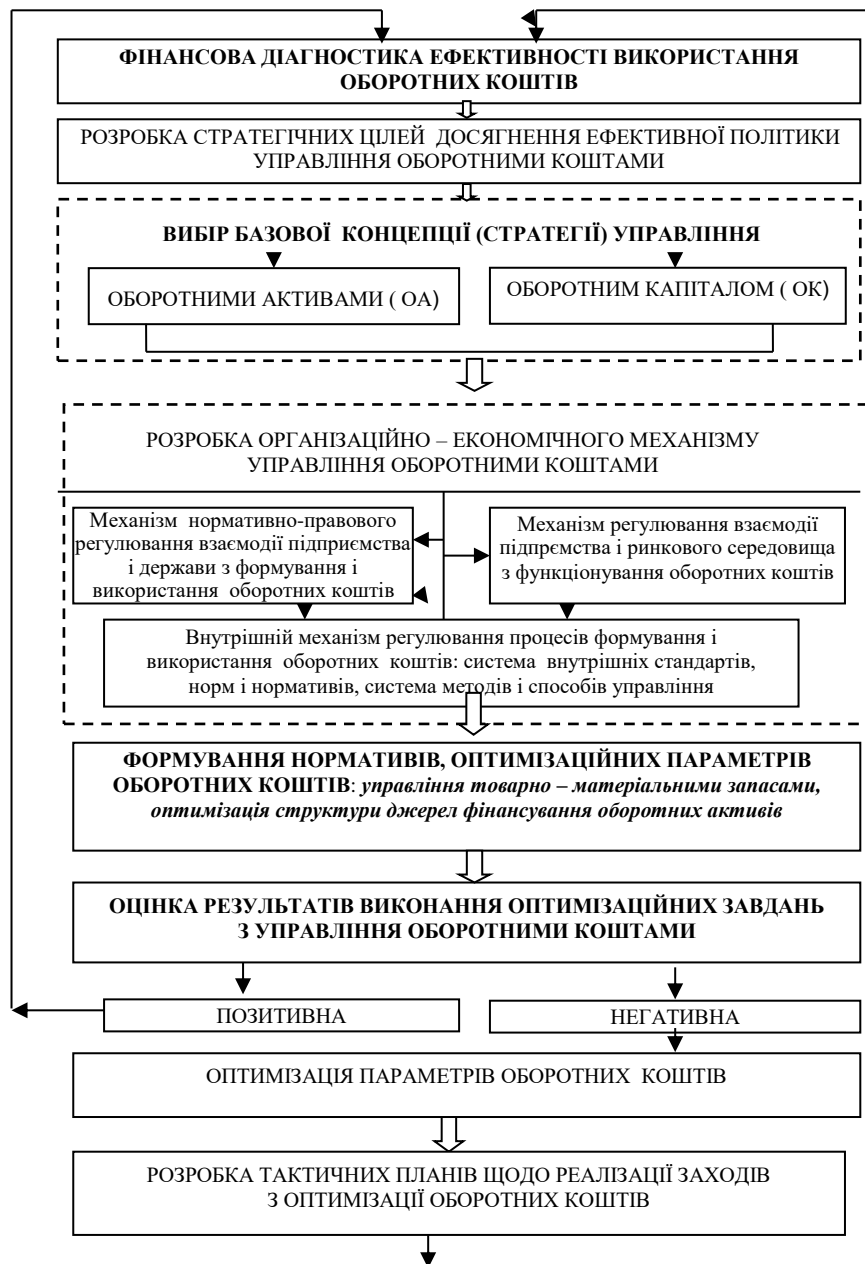 ФІНАНСОВА ДІАГНОСТИКА ЕФЕКТИВНОСТІ ВИКОРИСТАННЯ
ОБОРОТНИХ КОШТІВ
РОЗРОБКА СТРАТЕГІЧНИХ ЦІЛЕЙ ДОСЯГНЕННЯ ЕФЕКТИВНОЇ ПОЛІТИКИ
УПРАВЛІННЯ ОБОРОТНИМИ КОШТАМИ
ВИБІР БАЗОВОЇ КОНЦЕПЦІЇ (СТРАТЕГІЇ) УПРАВЛІННЯ
ОБОРОТНИМИ АКТИВАМИ ( ОА)
ОБОРОТНИМ КАПІТАЛОМ ( ОК)
РОЗРОБКА ОРГАНІЗАЦІЙНО – ЕКОНОМІЧНОГО МЕХАНІЗМУ
УПРАВЛІННЯ ОБОРОТНИМИ КОШТАМИ
Механізм нормативно-правового
регулювання взаємодії підприємства
і держави з формування і
використання оборотних коштів
Механізм регулювання взаємодії
підпрємства і ринкового середовища
з функціонування оборотних коштів
Внутрішній механізм регулювання процесів формування і
використання оборотних коштів: система внутрішніх стандартів,
норм і нормативів, система методів і способів управління
ФОРМУВАННЯ НОРМАТИВІВ, ОПТИМІЗАЦІЙНИХ ПАРАМЕТРІВ
ОБОРОТНИХ КОШТІВ: управління товарно – матеріальними запасами,
оптимізація структури джерел фінансування оборотних активів
ОЦІНКА РЕЗУЛЬТАТІВ ВИКОНАННЯ ОПТИМІЗАЦІЙНИХ ЗАВДАНЬ
З УПРАВЛІННЯ ОБОРОТНИМИ КОШТАМИ
ПОЗИТИВНА
НЕГАТИВНА
ОПТИМІЗАЦІЯ ПАРАМЕТРІВ ОБОРОТНИХ КОШТІВ
РОЗРОБКА ТАКТИЧНИХ ПЛАНІВ ЩОДО РЕАЛІЗАЦІЇ ЗАХОДІВ
З ОПТИМІЗАЦІЇ ОБОРОТНИХ КОШТІВ